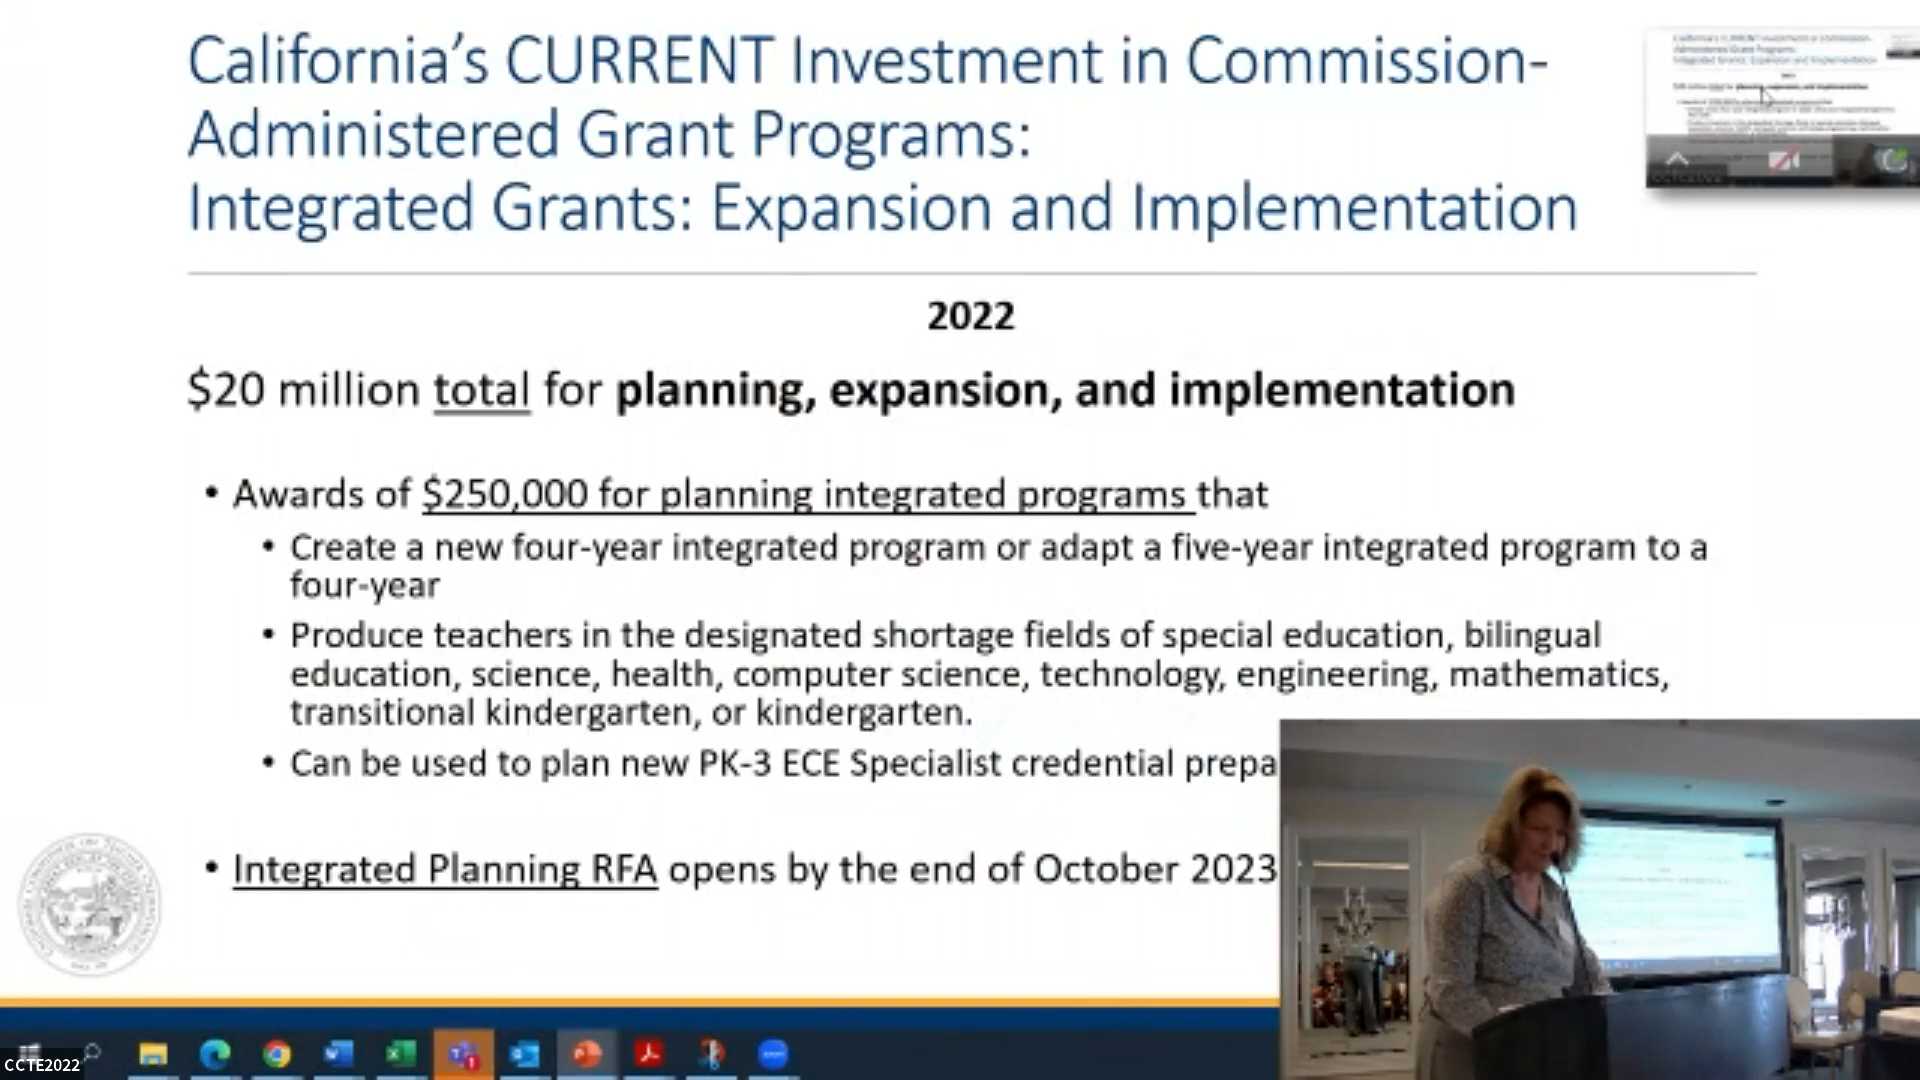 California's CURRENT Investment in Commission-
Administered Grant Programs:
Integrated Grants: Expansion and Implementation
2022
$20 million total for planning, expansion, and implementation
• Awards of $250,000 for planning integrated programs that
• Create a new four-year integrated program or adapt a five-year integrated program to a
four-year
• Produce teachers in the designated shortage fields of special education, bilingual
education, science, health, computer science, technology, engineering, mathematics,
transitional kindergarten, or kindergarten.
• Can be used to plan new PK-3 ECE Specialist credential prepa
• Integrated Planning RFA opens by the end of October 2023
CCTE2022